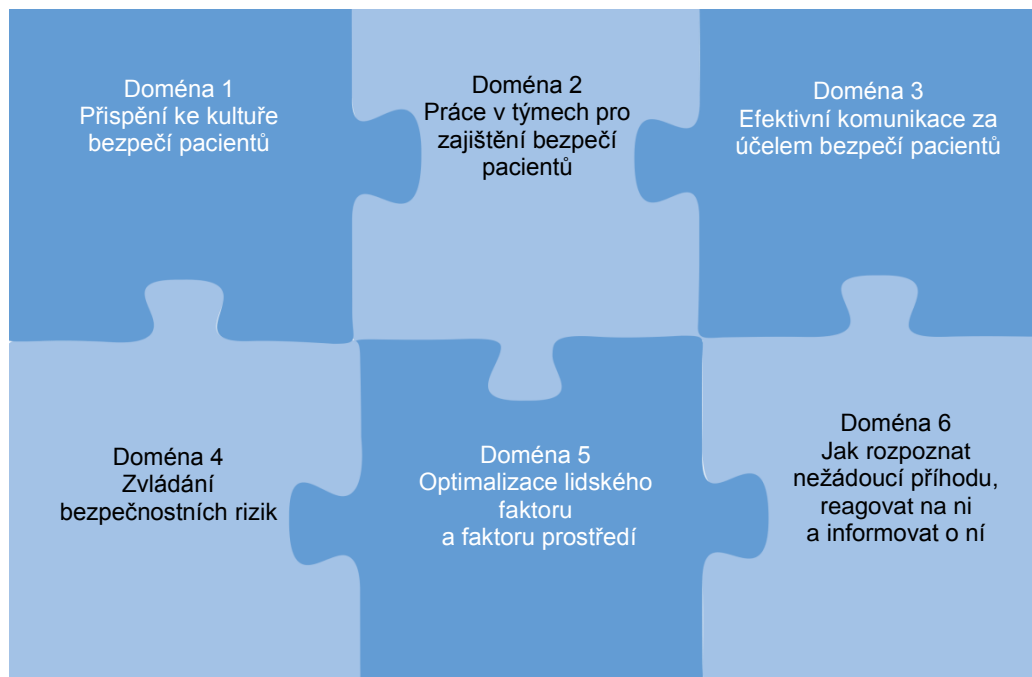 Doména 1
Přispění ke kultuře
bezpečí pacientů
Doména 2
Práce v týmech pro
zajištění bezpečí
pacientů
Doména 3
Efektivní komunikace za
účelem bezpečí pacientů
Doména 4
Zvládání
bezpečnostních rizik
Doména 5
Optimalizace lidského
faktoru
a faktoru prostředí
Doména 6
Jak rozpoznat
nežádoucí příhodu,
reagovat na ni
a informovat o ní